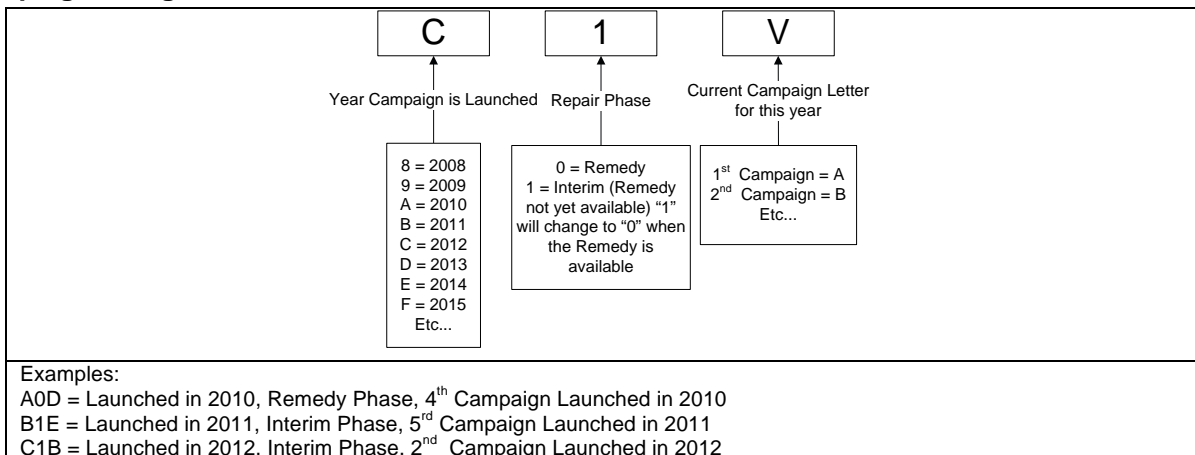 C 1 V
Year Campaign is Launched
Repair Phase
Current Campaign Letter
for this year
8 = 2008
9 = 2009
A = 2010
B = 2011
C = 2012
D = 2013
E = 2014
F = 2015
Etc...
0 = Remedy
1 = Interim (Remedy
not yet available) “1”
will change to “0” when
the Remedy is
available
1st Campaign = A
2nd Campaign = B
Etc...
Examples:
A0D = Launched in 2010, Remedy Phase, 4th Campaign Launched in 2010
B1E = Launched in 2011, Interim Phase, 5rd Campaign Launched in 2011
C1B = Launched in 2012, Interim Phase, 2nd Campaign Launched in 2012